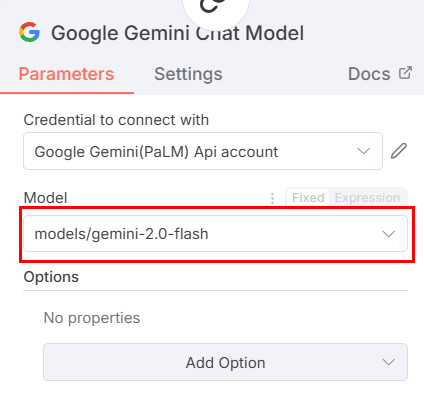 Google Gemini Chat Model
Parameters Settings Docs
Credential to connect with
Google Gemini(PaLM) Api account
Model Fixed Expression
models/gemini-2.0-flash
Options
No properties
Add Option